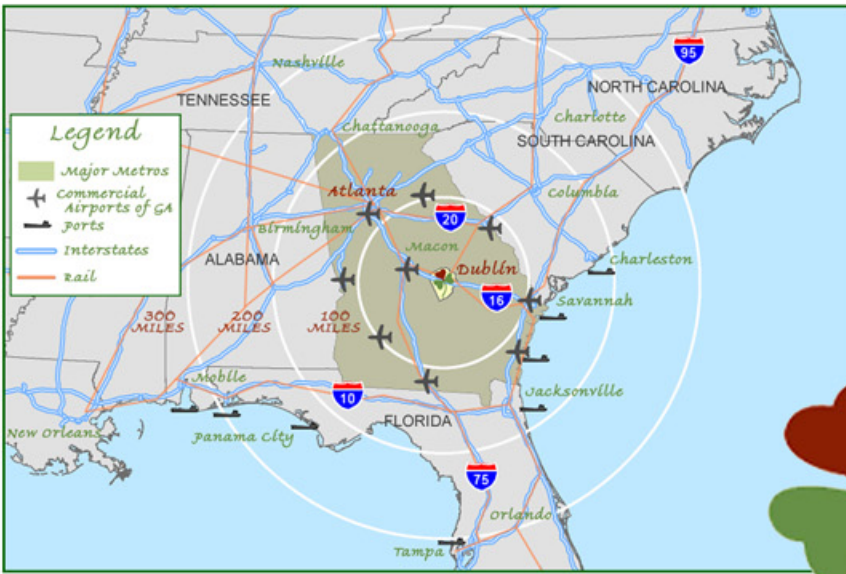 95
Nashville
NORTH CAROLINA
TENNESSEE
Charlotte
Legend
Chattanooga
SOUTH CAROLINA
Major Metros
Atlanta
Columbia
Commercial
Airports of GA
20
Ports
Birmingham
Macon
Interstates
ALABAMA
Dublin
Charleston
Rail
16
Savannah
300
MILES
200
MILES
100
MILES
Mobile
Jacksonville
10
FLORIDA
New Orleans
Panama City
75
Orlando
Tampa